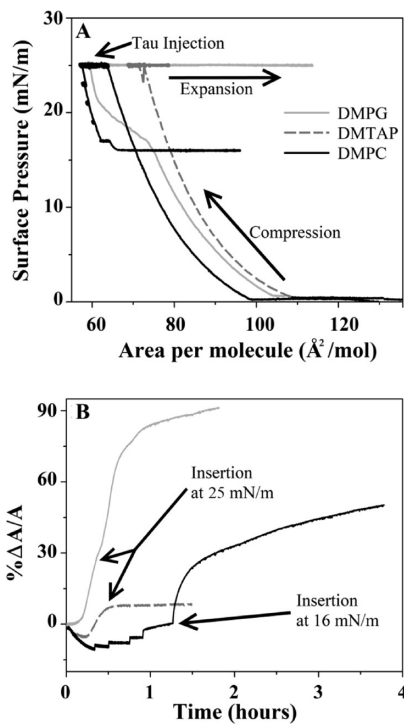 A
Tau Injection
Expansion
DMPG
DMTAP
DMPC
Compression
Surface Pressure (mN/m)
30
20
10
0
60
80
100
120
Area per molecule (Å²/mol)
B
Insertion
at 25 mN/m
Insertion
at 16 mN/m
%ΔA/A
90
60
30
0
0
1
2
3
4
Time (hours)